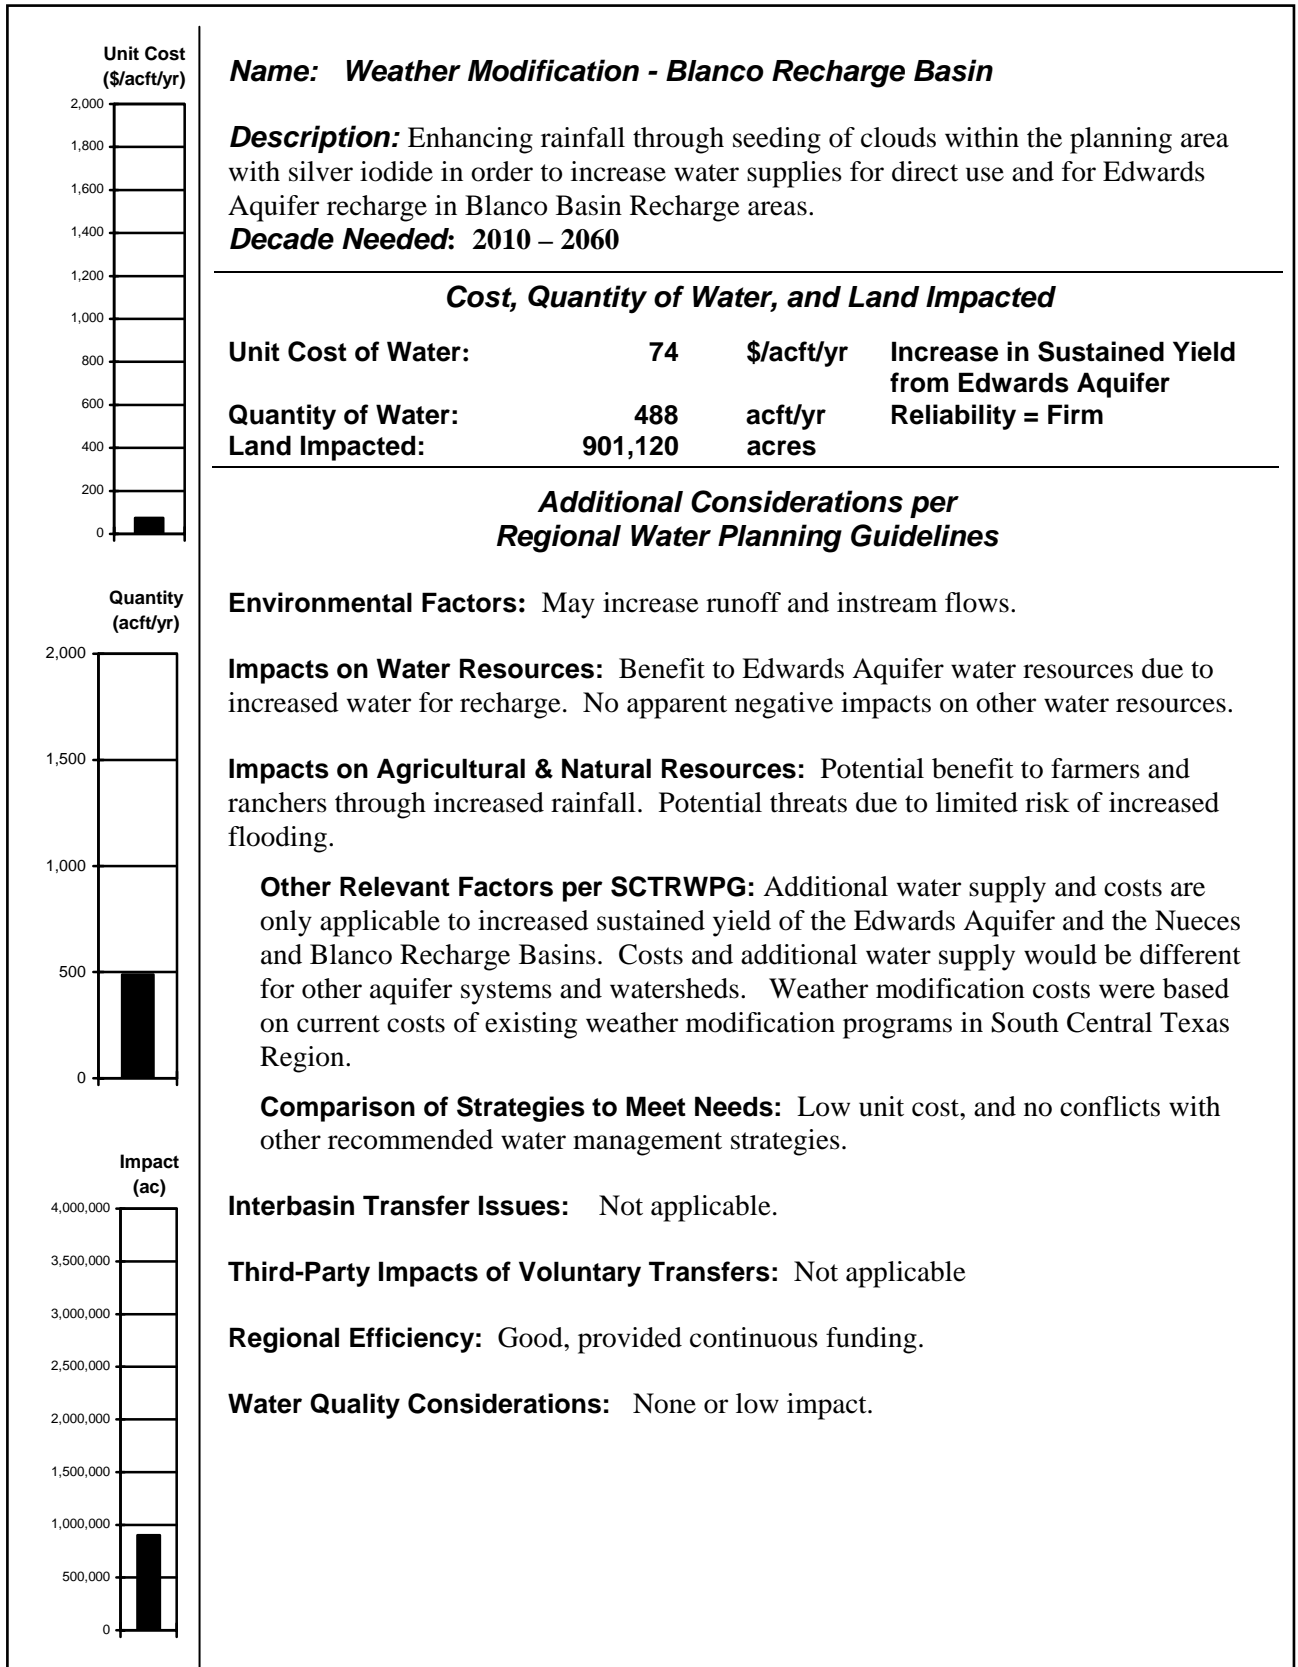 Unit Cost
($/acft/yr)
2,000
1,800
1,600
1,400
1,200
1,000
800
600
400
200
0
Quantity
(acft/yr)
2,000
1,500
1,000
500
0
Impact
(ac)
4,000,000
3,500,000
3,000,000
2,500,000
2,000,000
1,500,000
1,000,000
500,000
0
Name: Weather Modification - Blanco Recharge Basin
Description: Enhancing rainfall through seeding of clouds within the planning area
with silver iodide in order to increase water supplies for direct use and for Edwards
Aquifer recharge in Blanco Basin Recharge areas.
Decade Needed: 2010 – 2060
Cost, Quantity of Water, and Land Impacted
Unit Cost of Water: 74 $/acft/yr Increase in Sustained Yield
from Edwards Aquifer
Quantity of Water: 488 acft/yr Reliability = Firm
Land Impacted: 901,120 acres
Additional Considerations per
Regional Water Planning Guidelines
Environmental Factors: May increase runoff and instream flows.
Impacts on Water Resources: Benefit to Edwards Aquifer water resources due to
increased water for recharge. No apparent negative impacts on other water resources.
Impacts on Agricultural & Natural Resources: Potential benefit to farmers and
ranchers through increased rainfall. Potential threats due to limited risk of increased
flooding.
Other Relevant Factors per SCTRWPG: Additional water supply and costs are
only applicable to increased sustained yield of the Edwards Aquifer and the Nueces
and Blanco Recharge Basins. Costs and additional water supply would be different
for other aquifer systems and watersheds. Weather modification costs were based
on current costs of existing weather modification programs in South Central Texas
Region.
Comparison of Strategies to Meet Needs: Low unit cost, and no conflicts with
other recommended water management strategies.
Interbasin Transfer Issues: Not applicable.
Third-Party Impacts of Voluntary Transfers: Not applicable
Regional Efficiency: Good, provided continuous funding.
Water Quality Considerations: None or low impact.